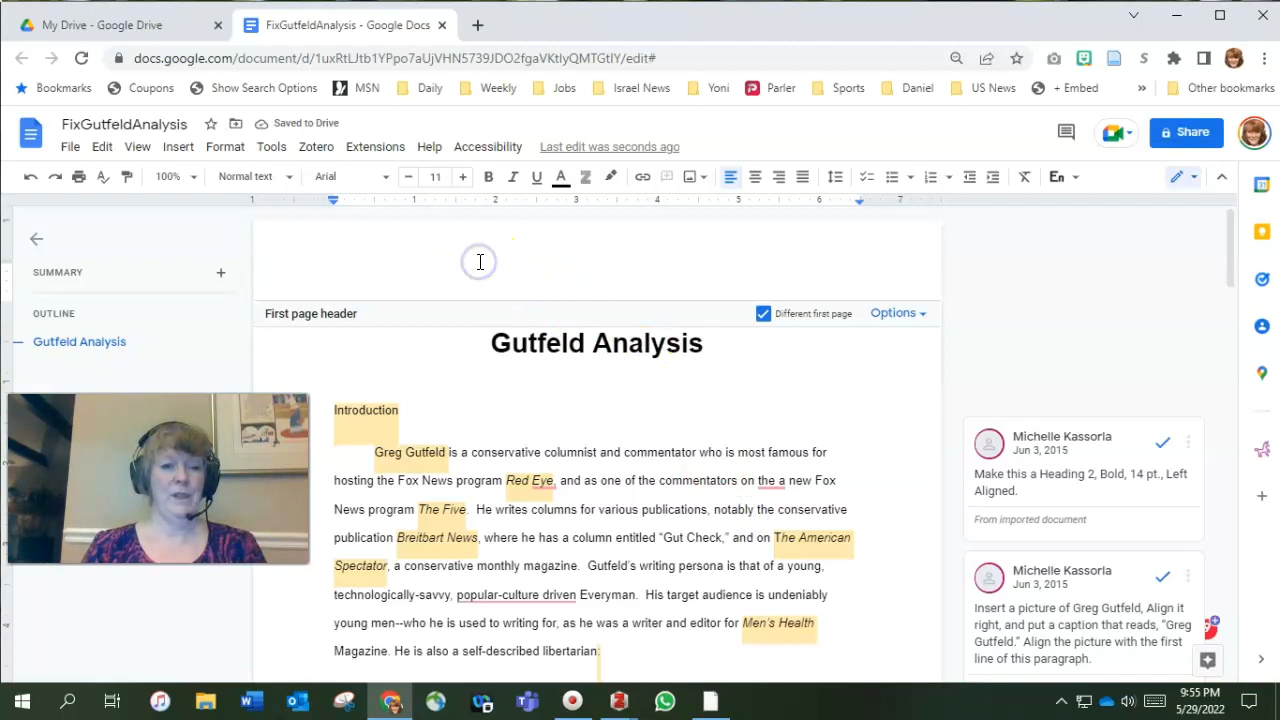 My Drive - Google Drive
FixGutfeldAnalysis - Google Docs
docs.google.com/document/d/1uxRtLJtb1YPpo7aUjVHN5739JDO2fgaVKtIyQMTGtIY/edit#
Bookmarks Coupons Show Search Options MSN Daily Weekly Jobs Israel News Yoni Parler Sports Daniel US News + Embed » Other bookmarks
FixGutfeldAnalysis Saved to Drive
File Edit View Insert Format Tools Zotero Extensions Help Accessibility Last edit was seconds ago
Share
100% Normal text Arial 11 B I U A En
1 1 2 3 4 5 6 7
SUMMARY
OUTLINE
Gutfeld Analysis
First page header Different first page Options
Gutfeld Analysis
Introduction
Greg Gutfeld is a conservative columnist and commentator who is most famous for
hosting the Fox News program Red Eye, and as one of the commentators on the a new Fox
News program The Five. He writes columns for various publications, notably the conservative
publication Breitbart News, where he has a column entitled “Gut Check,” and on The American
Spectator, a conservative monthly magazine. Gutfeld’s writing persona is that of a young,
technologically-savvy, popular-culture driven Everyman. His target audience is undeniably
young men--who he is used to writing for, as he was a writer and editor for Men’s Health
Magazine. He is also a self-described libertarian:
Michelle Kassorla
Jun 3, 2015
Make this a Heading 2, Bold, 14 pt., Left
Aligned.
From imported document
Michelle Kassorla
Jun 3, 2015
Insert a picture of Greg Gutfeld, Align it
right, and put a caption that reads, "Greg
Gutfeld." Align the picture with the first
line of this paragraph.
9:55 PM
5/29/2022